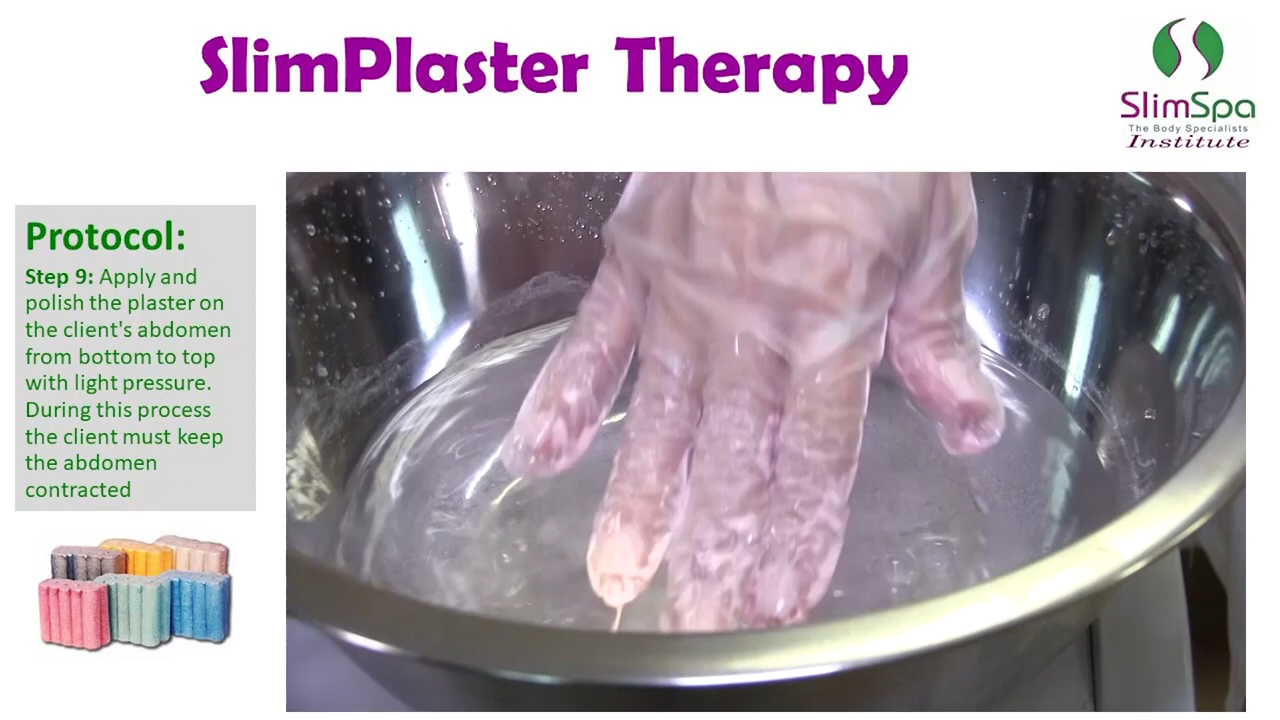 SlimPlaster Therapy
SlimSpa
The Body Specialists
Institute
Protocol:
Step 9: Apply and
polish the plaster on
the client's abdomen
from bottom to top
with light pressure.
During this process
the client must keep
the abdomen
contracted